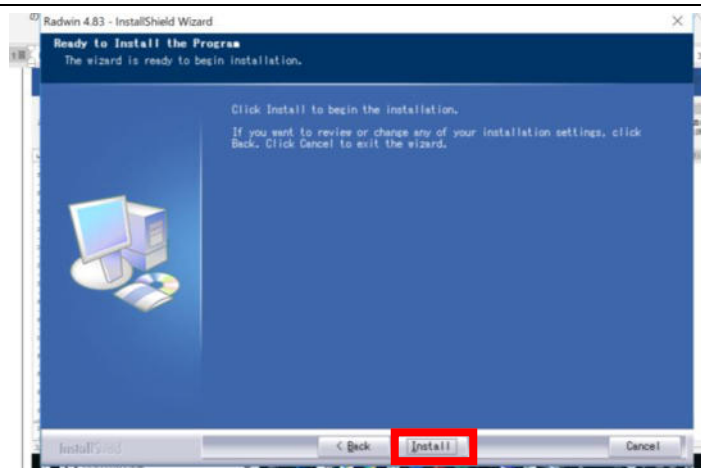 Radwin 4.83 - InstallShield Wizard
Ready to Install the Program
The wizard is ready to begin installation.
Click Install to begin the installation.
If you want to review or change any of your installation settings, click
Back. Click Cancel to exit the wizard.
InstallShield
< Back
Install
Cancel